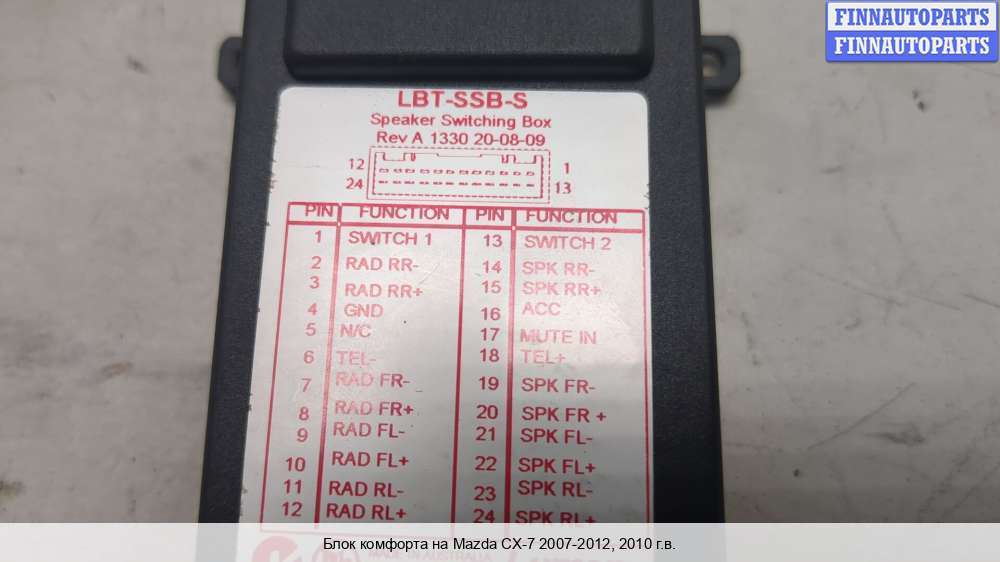 FINNAUTOPARTS
FINNAUTOPARTS
LBT-SSB-S
Speaker Switching Box
Rev A 1330 20-08-09
12 1
24 13
PIN FUNCTION PIN FUNCTION
1 SWITCH 1 13 SWITCH 2
2 RAD RR- 14 SPK RR-
3 RAD RR+ 15 SPK RR+
4 GND 16 ACC
5 N/C 17 MUTE IN
6 TEL- 18 TEL+
7 RAD FR- 19 SPK FR-
8 RAD FR+ 20 SPK FR +
9 RAD FL- 21 SPK FL-
10 RAD FL+ 22 SPK FL+
11 RAD RL- 23 SPK RL-
12 RAD RL+ 24 SPK RL+
MADE IN AUSTRALIA
Блок комфорта на Mazda CX-7 2007-2012, 2010 г.в.